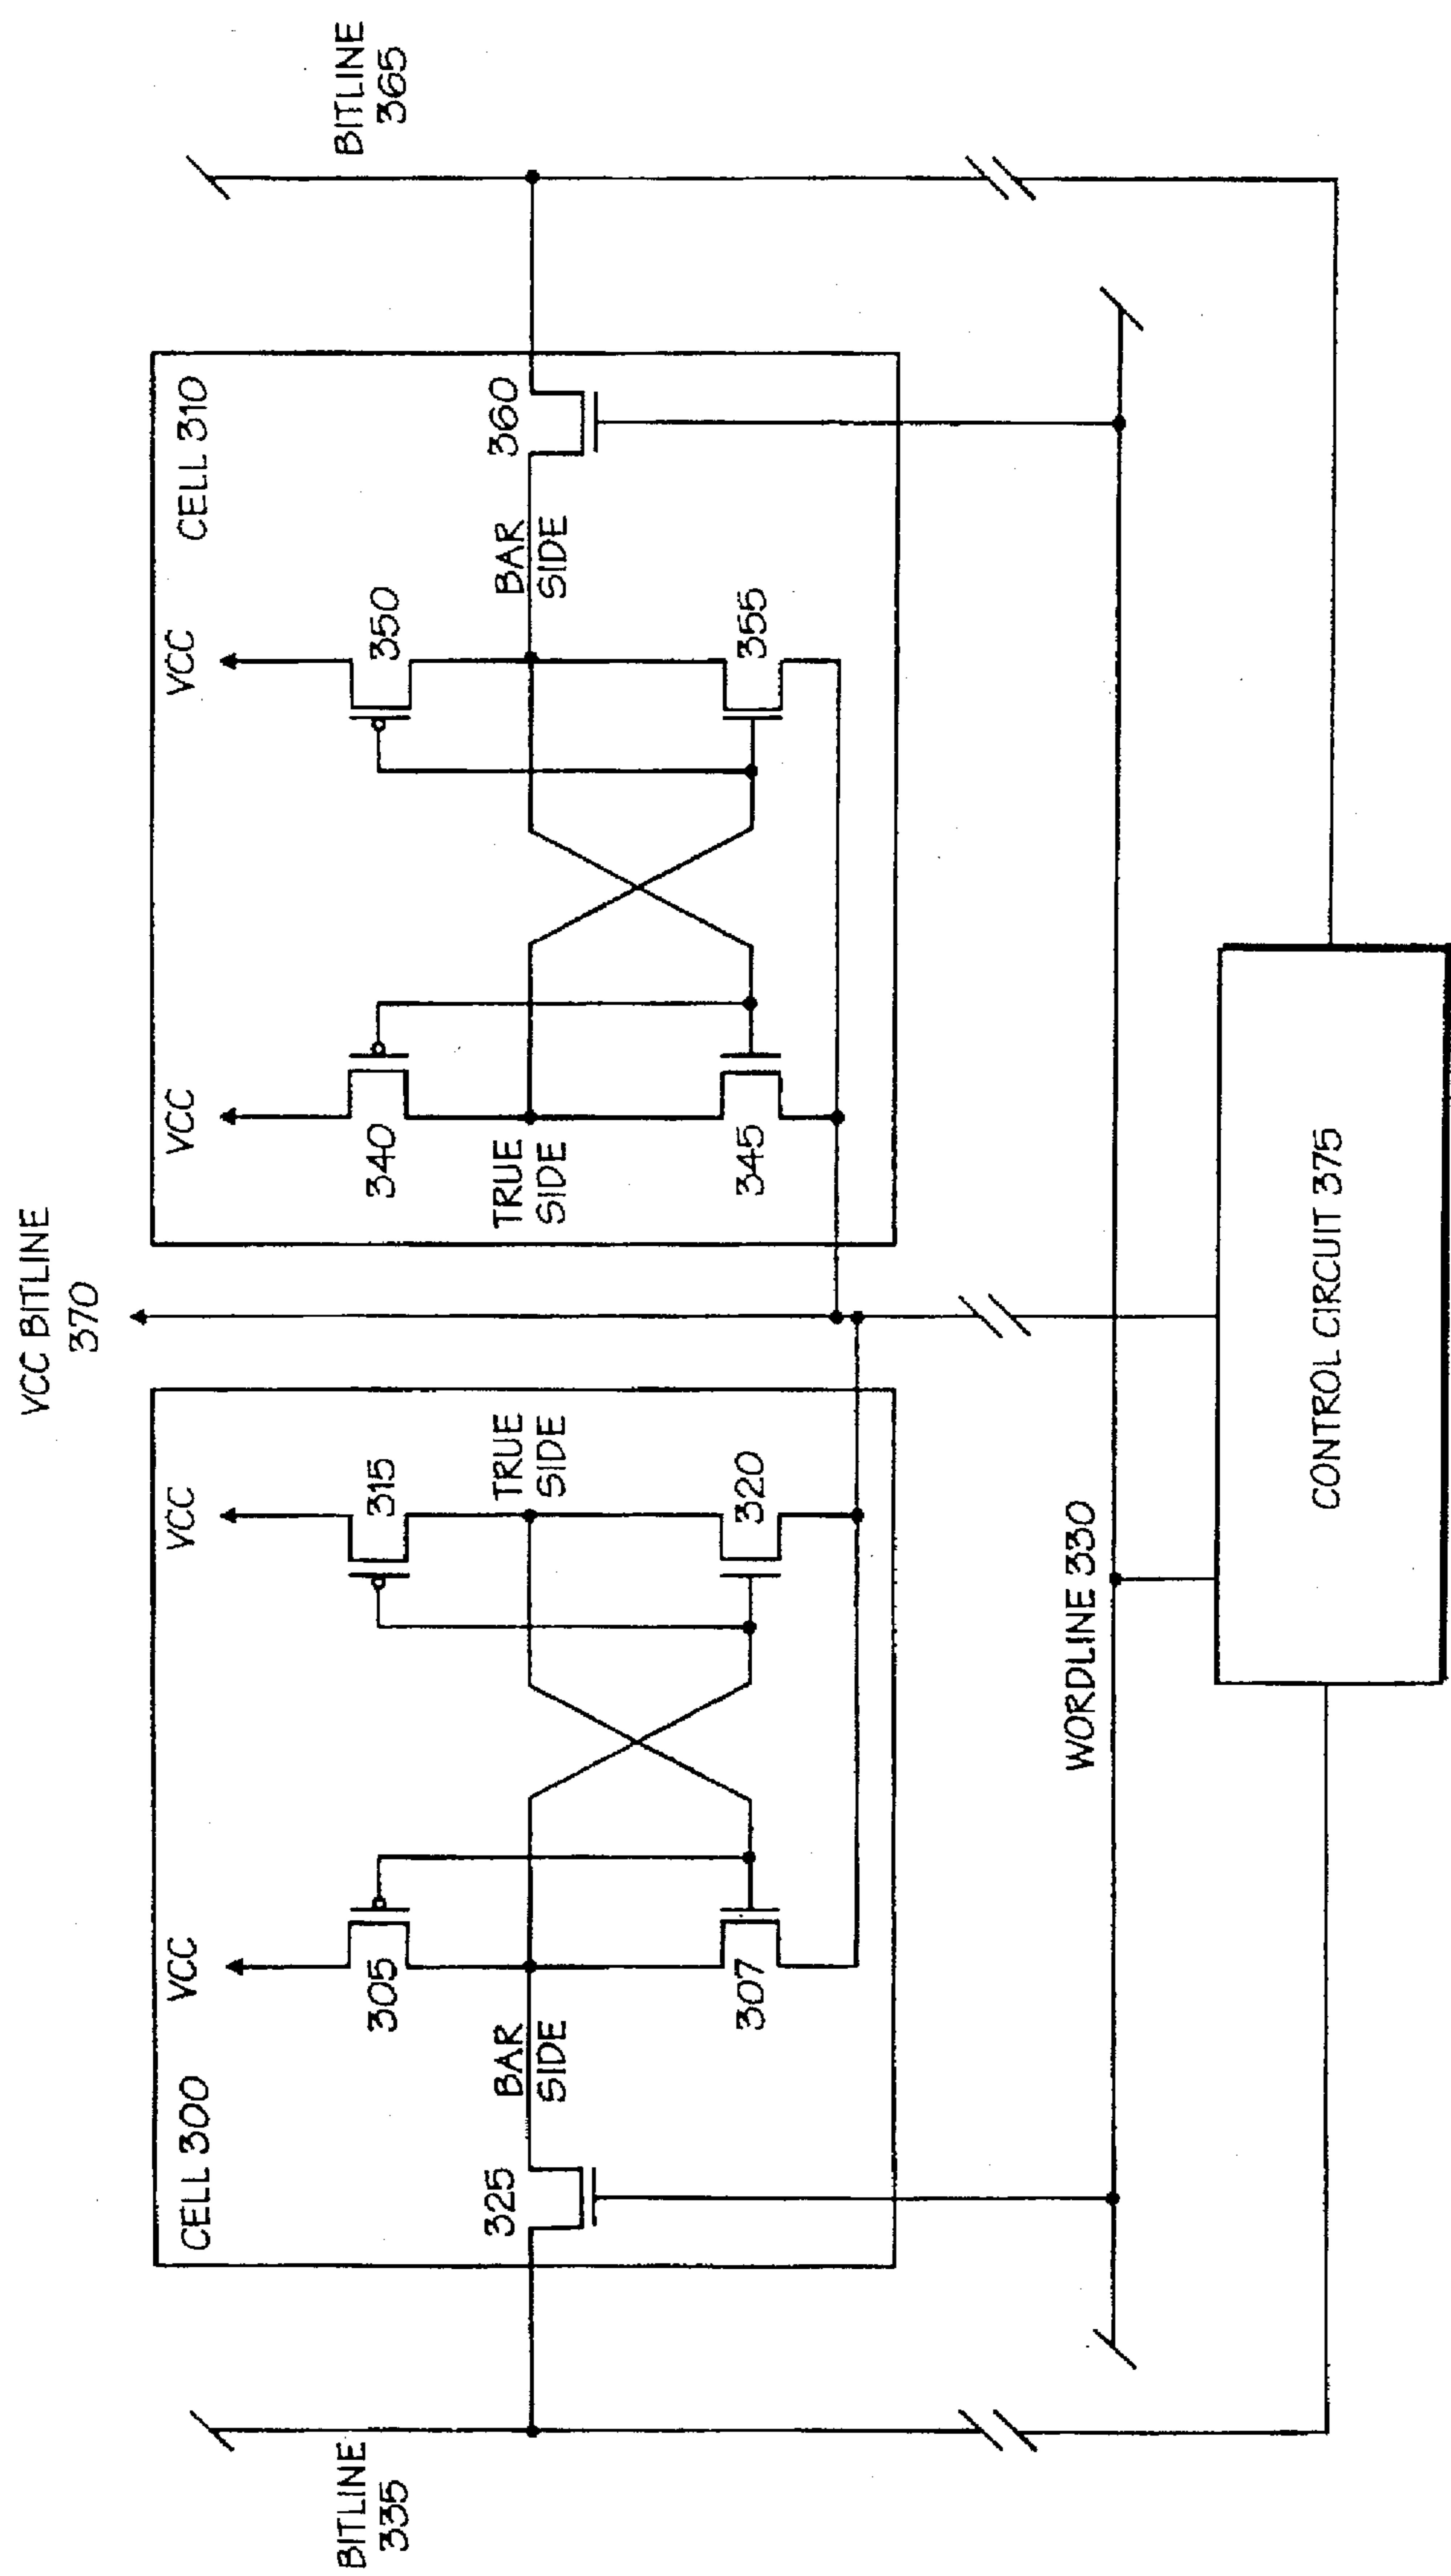 VCC BITLINE
370
BITLINE
335
BITLINE
365
CELL 300
VCC
VCC
305
315
BAR
SIDE
TRUE
SIDE
325
307
320
CELL 310
VCC
VCC
340
350
TRUE
SIDE
BAR
SIDE
360
345
355
WORDLINE 330
CONTROL CIRCUIT 375